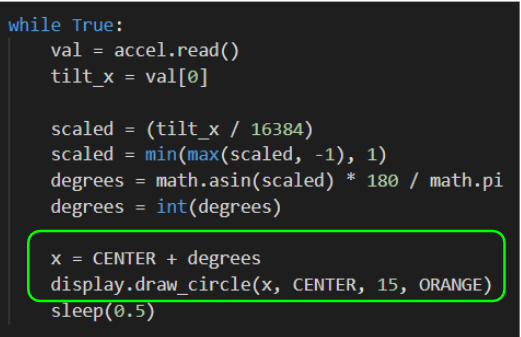 while True:
    val = accel.read()
    tilt_x = val[0]
    scaled = (tilt_x / 16384)
    scaled = min(max(scaled, -1), 1)
    degrees = math.asin(scaled) * 180 / math.pi
    degrees = int(degrees)
    x = CENTER + degrees
    display.draw_circle(x, CENTER, 15, ORANGE)
    sleep(0.5)